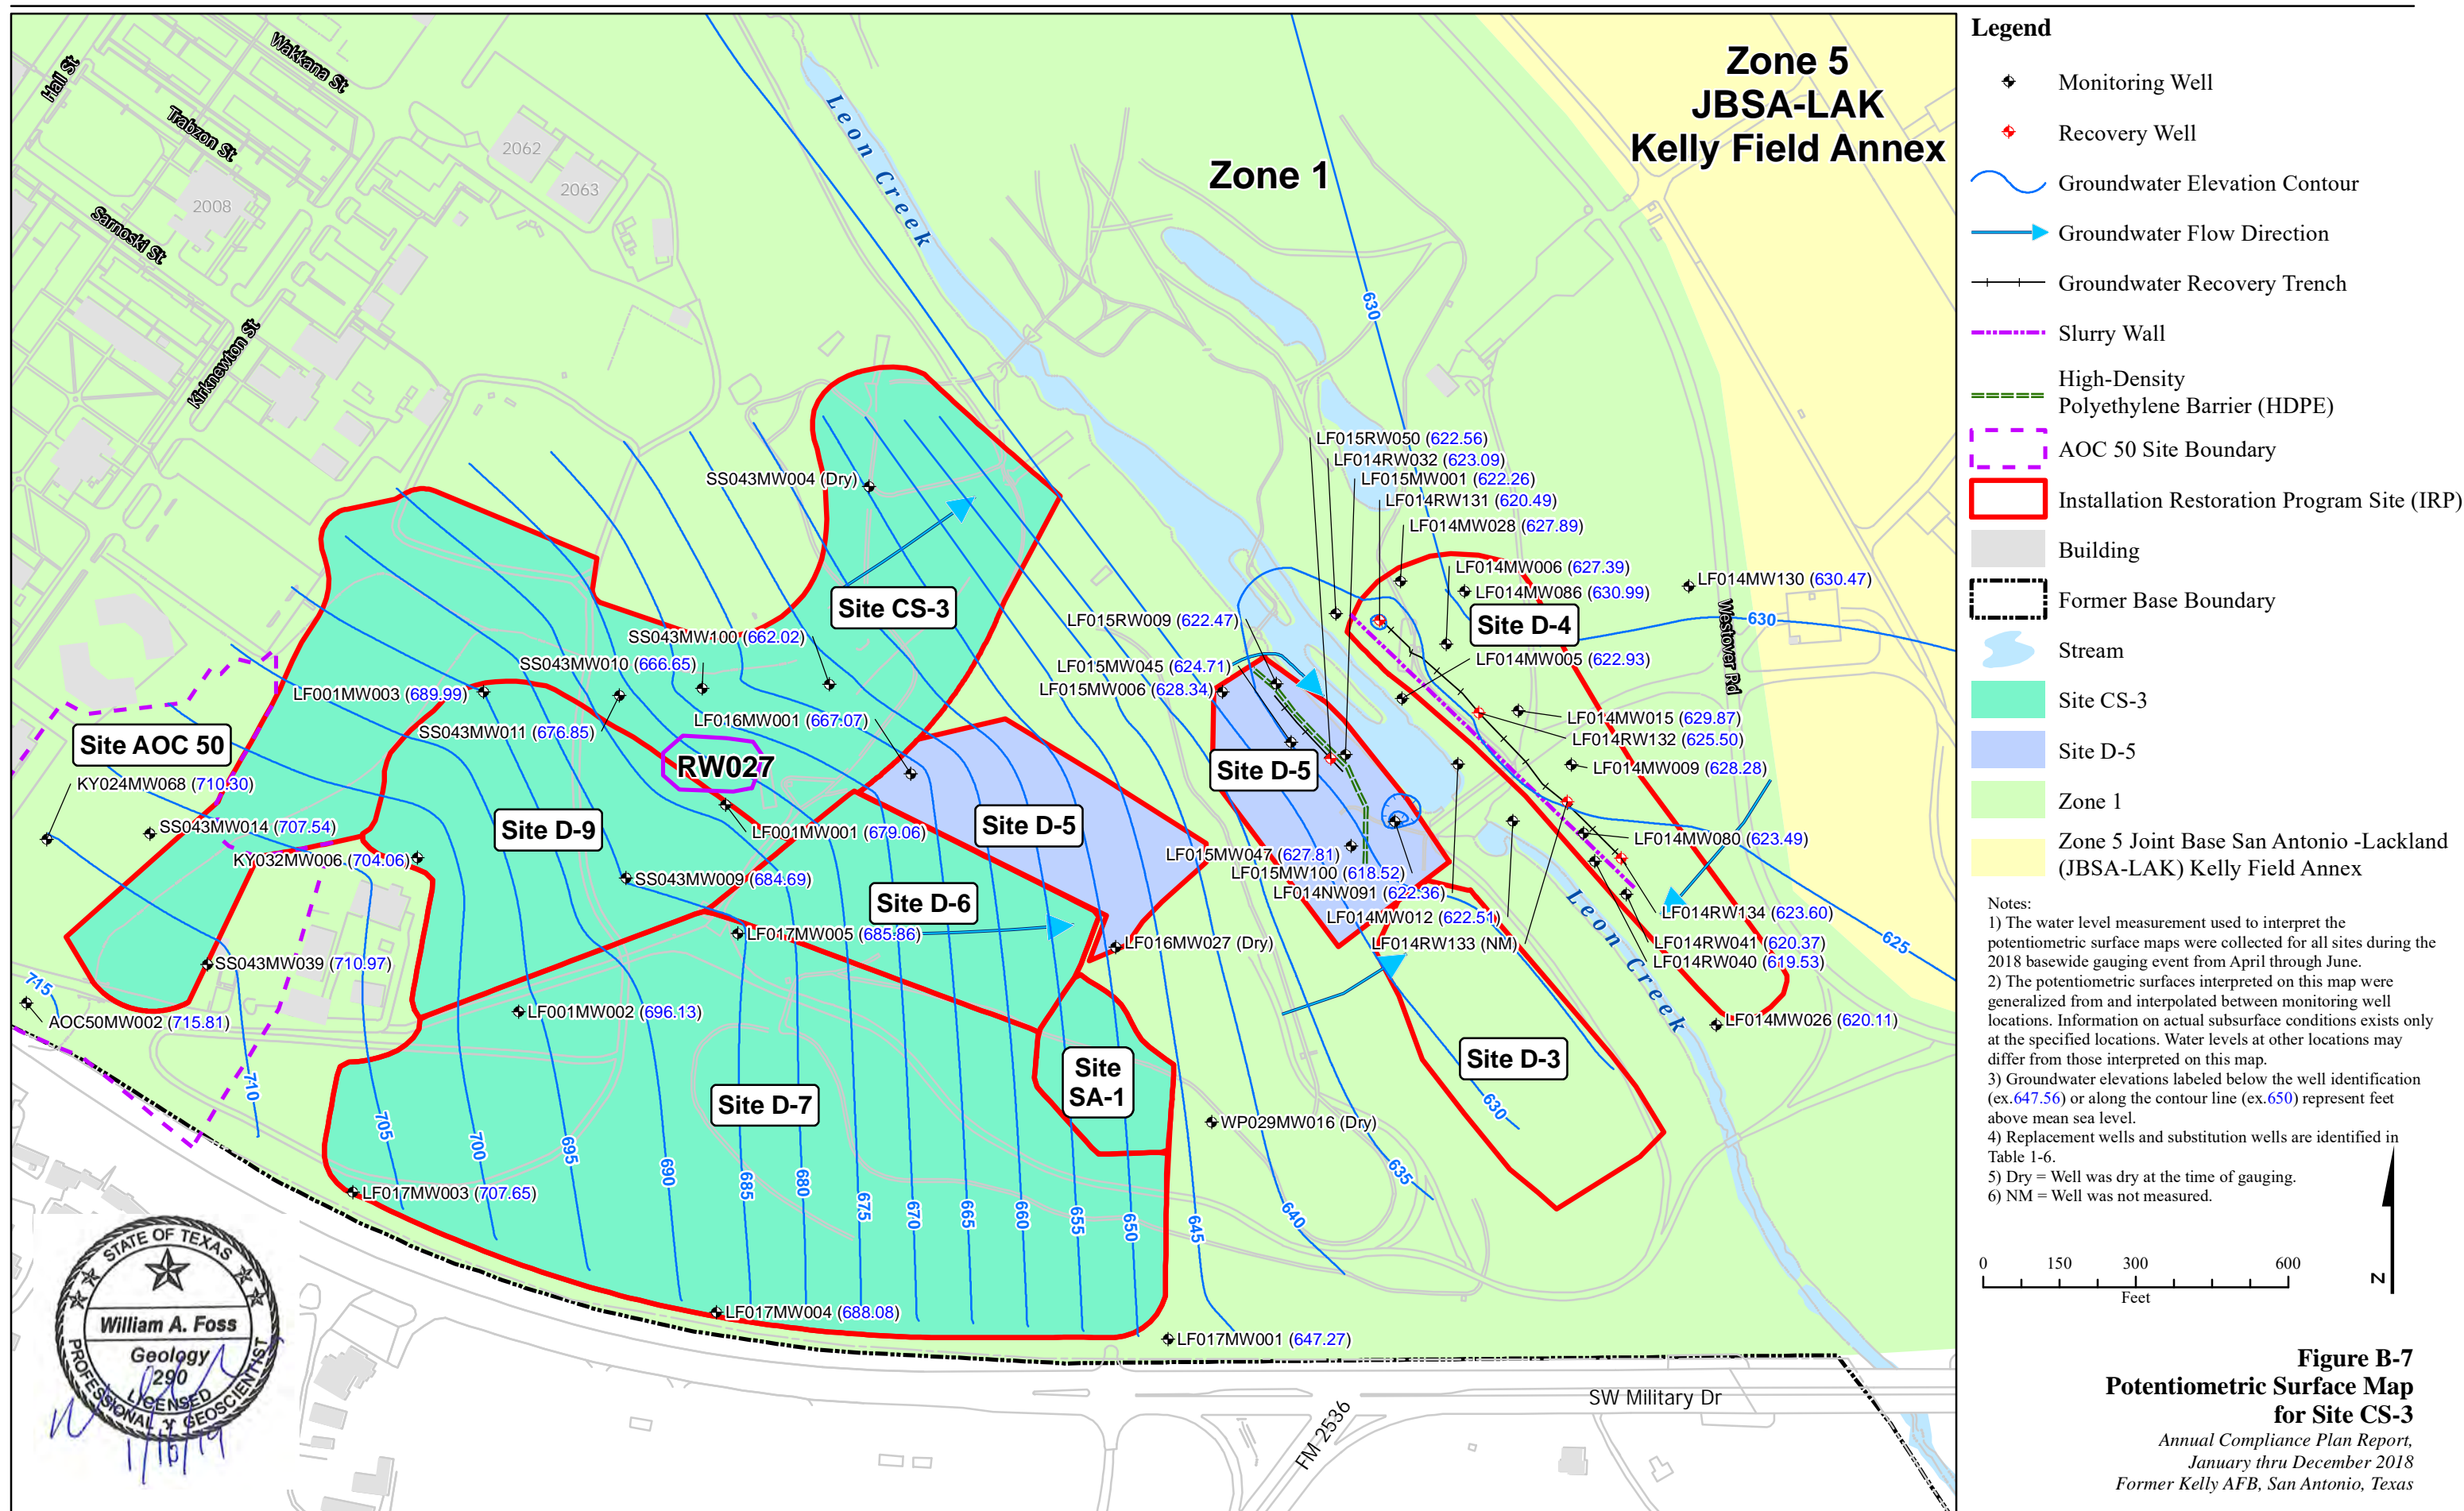 Hall St
Wakkana St
Trabzon St
Sarnoski St
Kirknewton St
2062
2063
2008
Leon Creek
Zone 1
Zone 5
JBSA-LAK
Kelly Field Annex
630
LF015RW050 (622.56)
LF014RW032 (623.09)
LF015MW001 (622.26)
LF014RW131 (620.49)
LF014MW028 (627.89)
SS043MW004 (Dry)
LF014MW006 (627.39)
LF014MW086 (630.99)
LF014MW130 (630.47)
Site CS-3
Site D-4
Westover Rd
630
LF015RW009 (622.47)
SS043MW100 (662.02)
SS043MW010 (666.65)
LF015MW045 (624.71)
LF015MW006 (628.34)
LF014MW005 (622.93)
LF001MW003 (689.99)
LF016MW001 (667.07)
SS043MW011 (676.85)
LF014MW015 (629.87)
LF014RW132 (625.50)
Site AOC 50
RW027
Site D-5
LF014MW009 (628.28)
KY024MW068 (710.30)
SS043MW014 (707.54)
Site D-9
Site D-5
LF001MW001 (679.06)
LF014MW080 (623.49)
KY032MW006 (704.06)
LF015MW047 (627.81)
LF015MW100 (618.52)
SS043MW009 (684.69)
LF014NW091 (622.36)
Site D-6
LF014MW012 (622.51)
LF014RW134 (623.60)
LF017MW005 (685.86)
LF016MW027 (Dry)
LF014RW133 (NM)
LF014RW041 (620.37)
LF014RW040 (619.53)
625
SS043MW039 (710.97)
715
AOC50MW002 (715.81)
LF001MW002 (696.13)
Leon Creek
LF014MW026 (620.11)
Site D-3
Site
SA-1
Site D-7
WP029MW016 (Dry)
710
705
700
695
690
685
680
675
670
665
660
655
650
645
640
635
630
LF017MW003 (707.65)
LF017MW004 (688.08)
LF017MW001 (647.27)
SW Military Dr
FM 2536
STATE OF TEXAS
William A. Foss
Geology
290
LICENSED
PROFESSIONAL GEOSCIENTIST
1/16/19
Legend
Monitoring Well
Recovery Well
Groundwater Elevation Contour
Groundwater Flow Direction
Groundwater Recovery Trench
Slurry Wall
High-Density
Polyethylene Barrier (HDPE)
AOC 50 Site Boundary
Installation Restoration Program Site (IRP)
Building
Former Base Boundary
Stream
Site CS-3
Site D-5
Zone 1
Zone 5 Joint Base San Antonio -Lackland
(JBSA-LAK) Kelly Field Annex
Notes:
1) The water level measurement used to interpret the
potentiometric surface maps were collected for all sites during the
2018 basewide gauging event from April through June.
2) The potentiometric surfaces interpreted on this map were
generalized from and interpolated between monitoring well
locations. Information on actual subsurface conditions exists only
at the specified locations. Water levels at other locations may
differ from those interpreted on this map.
3) Groundwater elevations labeled below the well identification
(ex.647.56) or along the contour line (ex.650) represent feet
above mean sea level.
4) Replacement wells and substitution wells are identified in
Table 1-6.
5) Dry = Well was dry at the time of gauging.
6) NM = Well was not measured.
0 150 300 600
Feet
N
Figure B-7
Potentiometric Surface Map
for Site CS-3
Annual Compliance Plan Report,
January thru December 2018
Former Kelly AFB, San Antonio, Texas